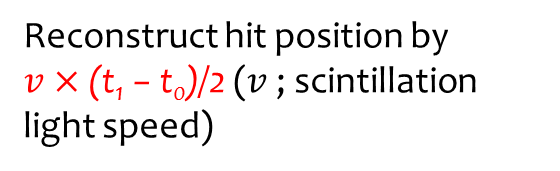 Reconstruct hit position by
v × (t₁ – t₀)/2 (v ; scintillation
light speed)